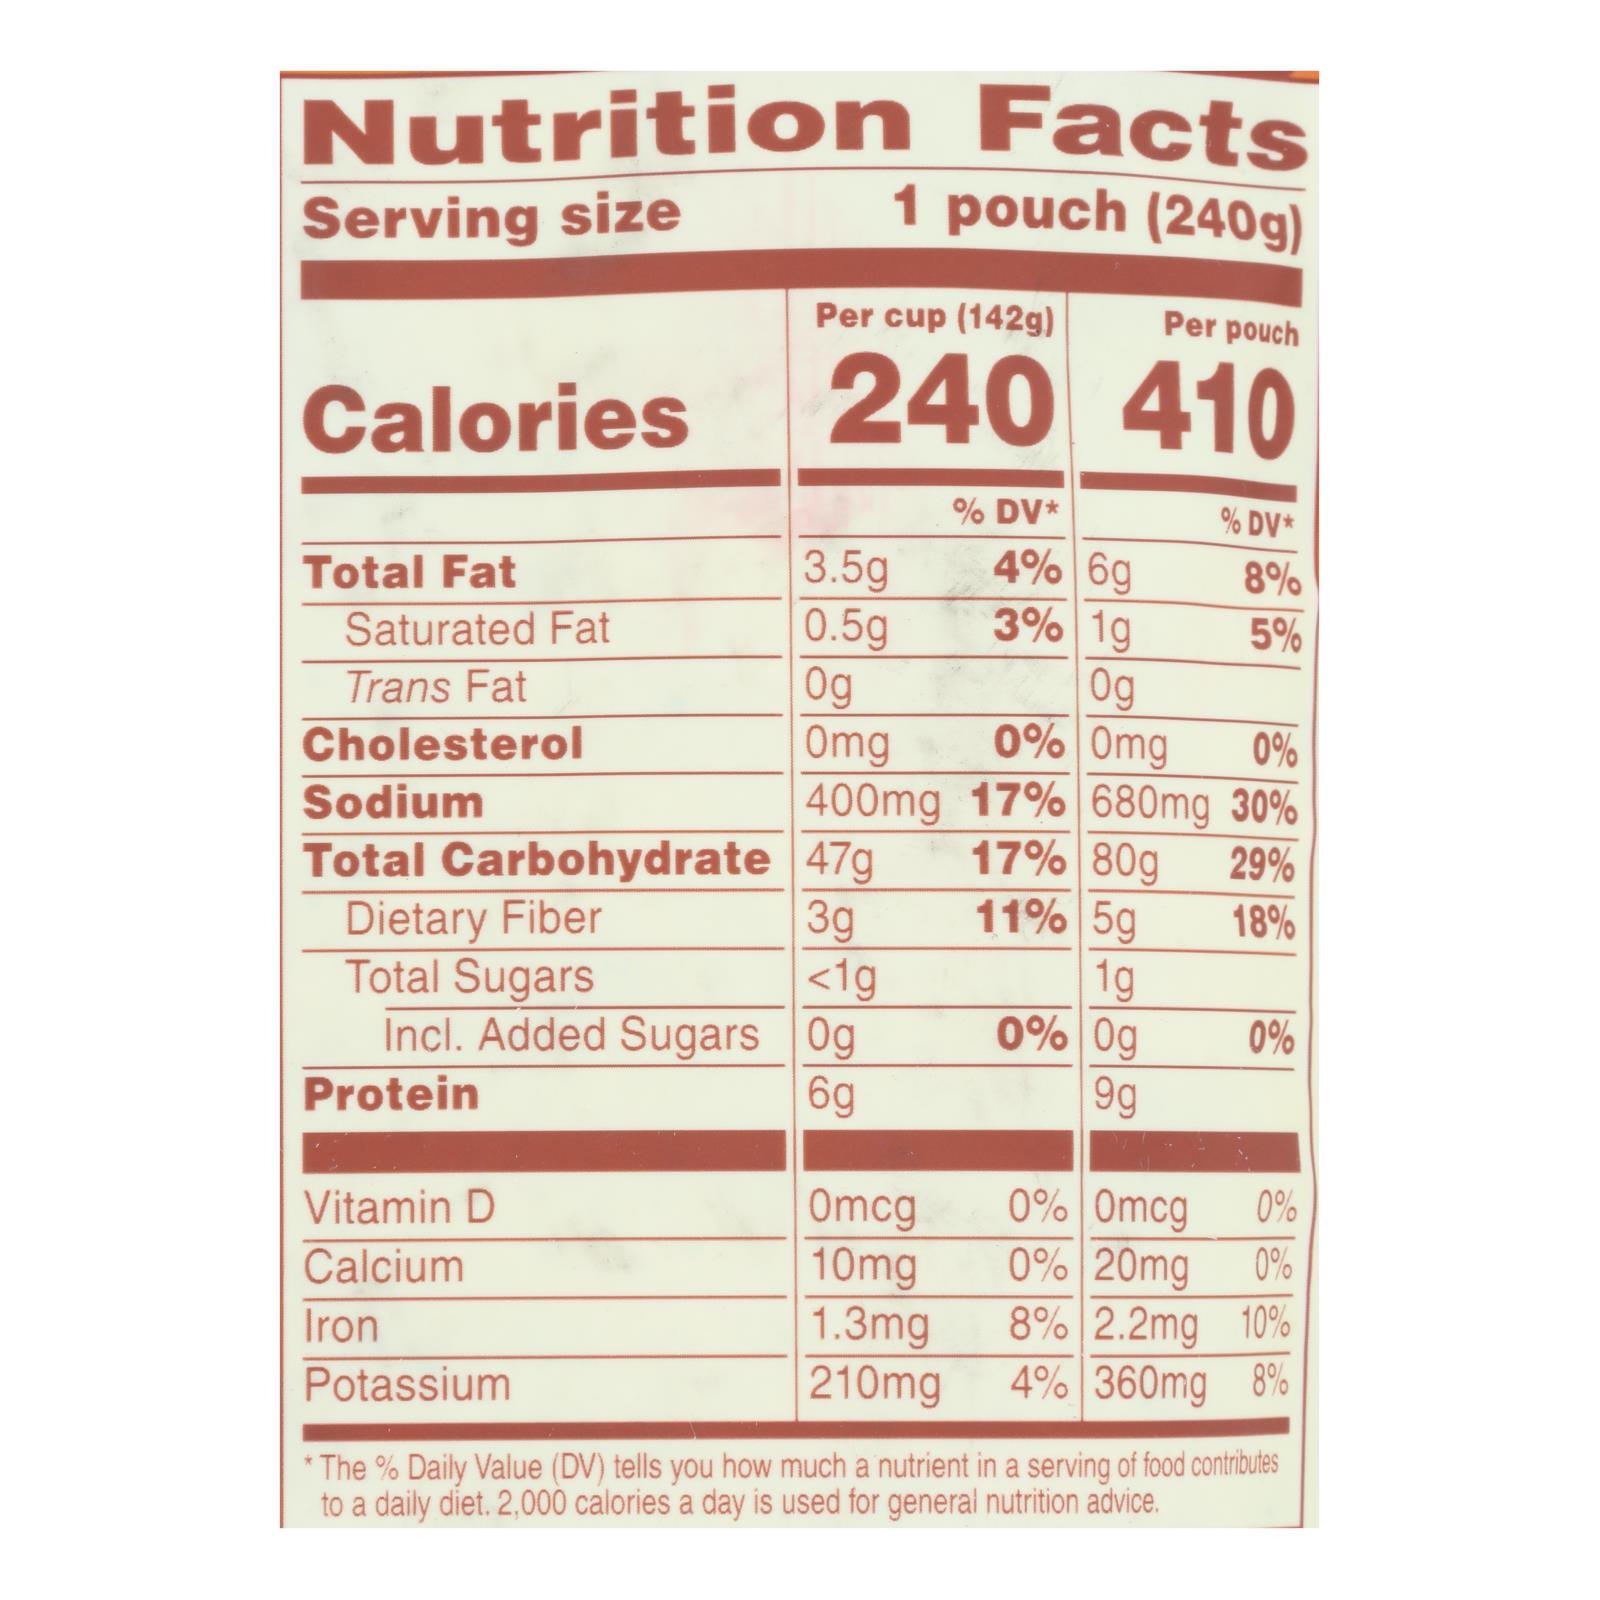 Nutrition Facts
Serving size 1 pouch (240g)
Per cup (142g) Per pouch
Calories 240 410
% DV* % DV*
Total Fat 3.5g 4% 6g 8%
Saturated Fat 0.5g 3% 1g 5%
Trans Fat 0g 0g
Cholesterol 0mg 0% 0mg 0%
Sodium 400mg 17% 680mg 30%
Total Carbohydrate 47g 17% 80g 29%
Dietary Fiber 3g 11% 5g 18%
Total Sugars <1g 1g
Incl. Added Sugars 0g 0% 0g 0%
Protein 6g 9g
Vitamin D 0mcg 0% 0mcg 0%
Calcium 10mg 0% 20mg 0%
Iron 1.3mg 8% 2.2mg 10%
Potassium 210mg 4% 360mg 8%
* The % Daily Value (DV) tells you how much a nutrient in a serving of food contributes
to a daily diet. 2,000 calories a day is used for general nutrition advice.